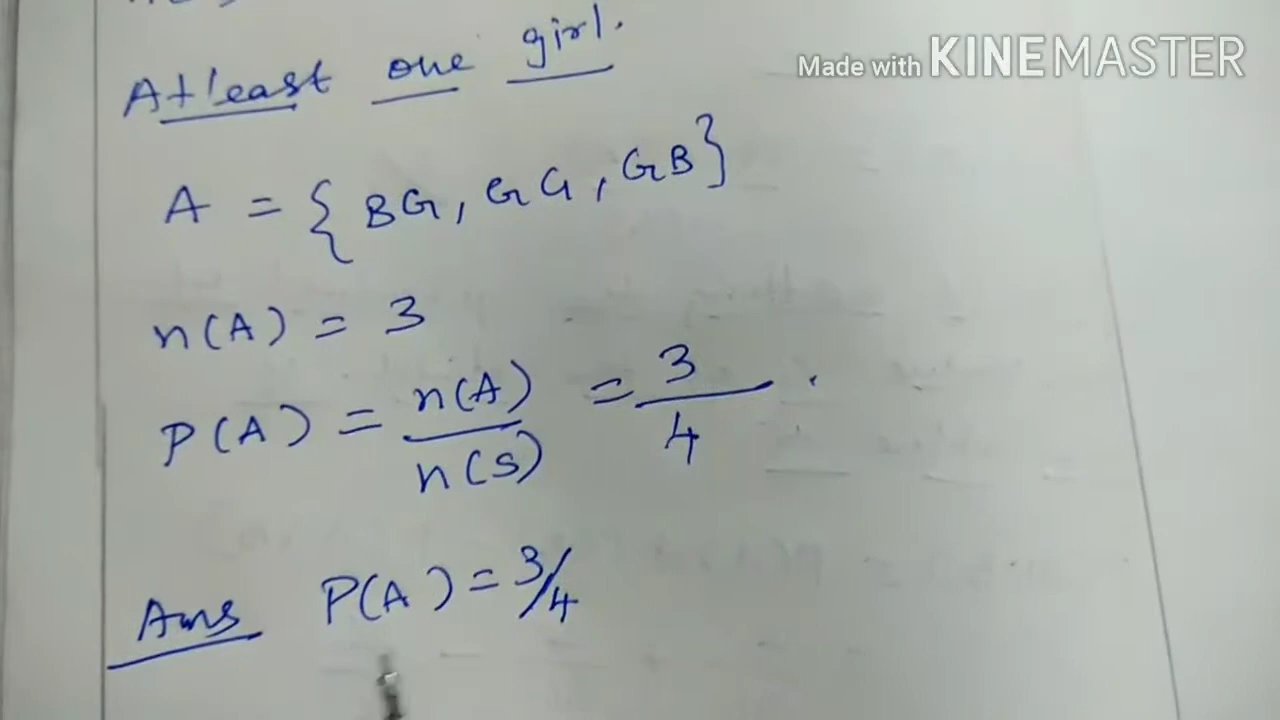 Made with KINEMASTER
Atleast one girl.
A = { BG, GG, GB}
n(A) = 3
P(A) = n(A) / n(S) = 3 / 4 .
Ans P(A) = 3/4